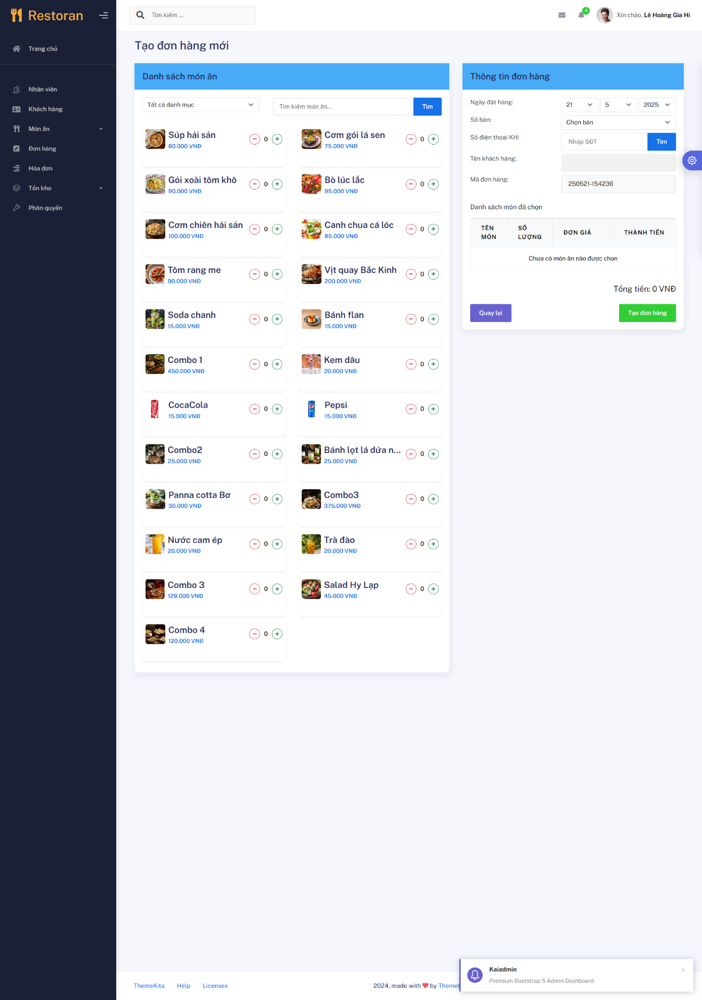 Restoran
Tìm kiếm ...
4
Xin chào, Lê Hoàng Gia Hi
Trang chủ
Nhân viên
Khách hàng
Món ăn
Đơn hàng
Hóa đơn
Tồn kho
Phân quyền
Tạo đơn hàng mới
Danh sách món ăn
Tất cả danh mục
Tìm kiếm món ăn...
Tìm
Súp hải sản
80.000 VNĐ
0
Cơm gói lá sen
75.000 VNĐ
0
Gỏi xoài tôm khô
90.000 VNĐ
0
Bò lúc lắc
95.000 VNĐ
0
Cơm chiên hải sản
100.000 VNĐ
0
Canh chua cá lóc
85.000 VNĐ
0
Tôm rang me
90.000 VNĐ
0
Vịt quay Bắc Kinh
200.000 VNĐ
0
Soda chanh
15.000 VNĐ
0
Bánh flan
15.000 VNĐ
0
Combo 1
450.000 VNĐ
0
Kem dâu
20.000 VNĐ
0
CocaCola
15.000 VNĐ
0
Pepsi
15.000 VNĐ
0
Combo2
25.000 VNĐ
0
Bánh lọt lá dứa n...
25.000 VNĐ
0
Panna cotta Bơ
30.000 VNĐ
0
Combo3
375.000 VNĐ
0
Nước cam ép
20.000 VNĐ
0
Trà đào
20.000 VNĐ
0
Combo 3
129.000 VNĐ
0
Salad Hy Lạp
45.000 VNĐ
0
Combo 4
120.000 VNĐ
0
Thông tin đơn hàng
Ngày đặt hàng:
21
5
2025
Số bàn:
Chọn bàn
Số điện thoại KH:
Nhập SĐT
Tìm
Tên khách hàng:
Mã đơn hàng:
250521-154236
Danh sách món đã chọn
TÊN MÓN
SỐ LƯỢNG
ĐƠN GIÁ
THÀNH TIỀN
Chưa có món ăn nào được chọn
Tổng tiền: 0 VNĐ
Quay lại
Tạo đơn hàng
ThemeKita
Help
Licenses
2024, made with
by
Kaiadmin
Premium Bootstrap 5 Admin Dashboard